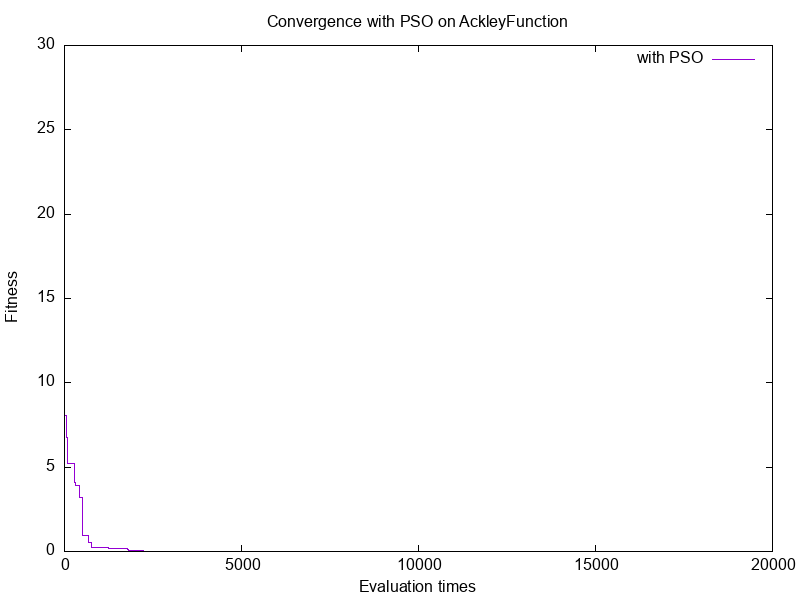 Convergence with PSO on AckleyFunction
with PSO
30
25
20
15
10
5
0
Fitness
0 5000 10000 15000 20000
Evaluation times